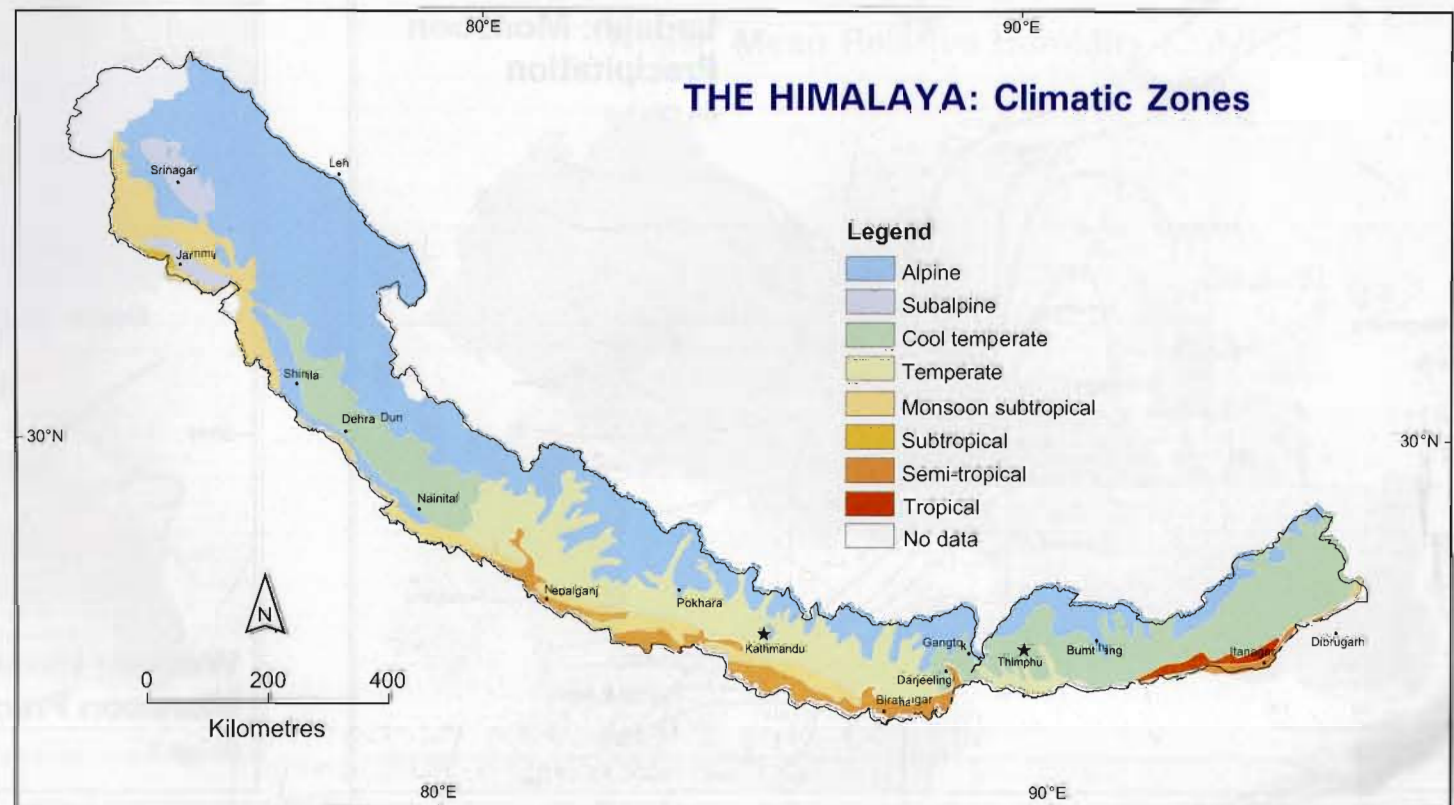 80°E
90°E
THE HIMALAYA: Climatic Zones
Leh
Srinagar
Jammu
Legend
Alpine
Subalpine
Cool temperate
Temperate
Monsoon subtropical
Subtropical
Semi-tropical
Tropical
No data
Shimla
Dehra Dun
30°N
30°N
Nainital
Nepalganj
Pokhara
Kathmandu
Gangtok
Thimphu
Bumthang
Itanagar
Dibrugarh
Darjeeling
Biratnagar
N
0
200
400
Kilometres
80°E
90°E